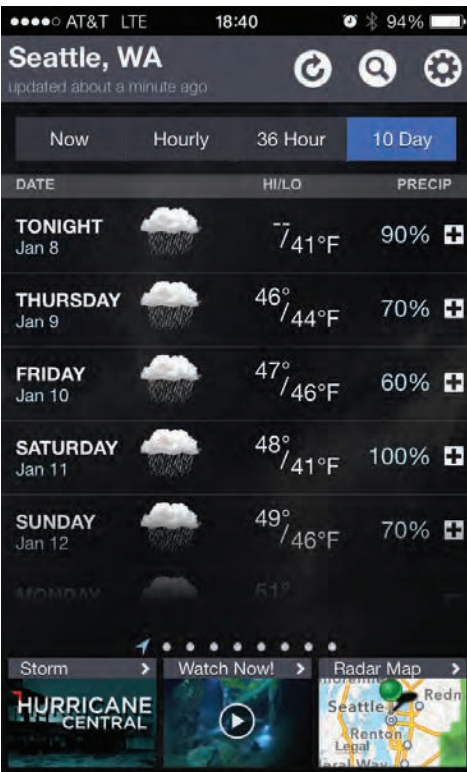 AT&T LTE 18:40 94%
Seattle, WA
updated about a minute ago
Now Hourly 36 Hour 10 Day
DATE HI/LO PRECIP
TONIGHT
Jan 8
--/41°F 90%
THURSDAY
Jan 9
46°/44°F 70%
FRIDAY
Jan 10
47°/46°F 60%
SATURDAY
Jan 11
48°/41°F 100%
SUNDAY
Jan 12
49°/46°F 70%
MONDAY 51°
Storm > Watch Now! > Radar Map >
HURRICANE
CENTRAL
Seattle
Redm
Renton
Legal